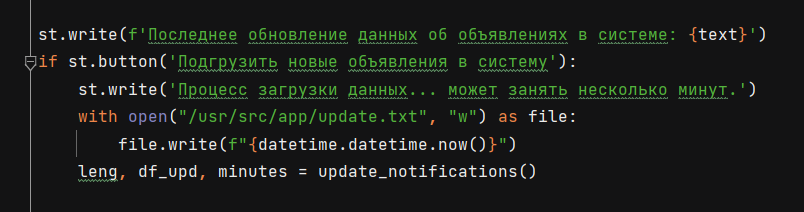 st.write(f'Последнее обновление данных об объявлениях в системе: {text}')
if st.button('Подгрузить новые объявления в систему'):
st.write('Процесс загрузки данных... может занять несколько минут.')
with open("/usr/src/app/update.txt", "w") as file:
file.write(f"{datetime.datetime.now()}")
leng, df_upd, minutes = update_notifications()